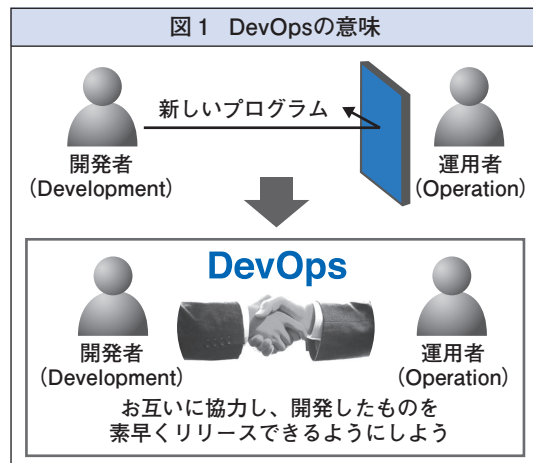 図1 DevOpsの意味
新しいプログラム
開発者
(Development)
運用者
(Operation)
DevOps
開発者
(Development)
運用者
(Operation)
お互いに協力し、開発したものを
素早くリリースできるようにしよう